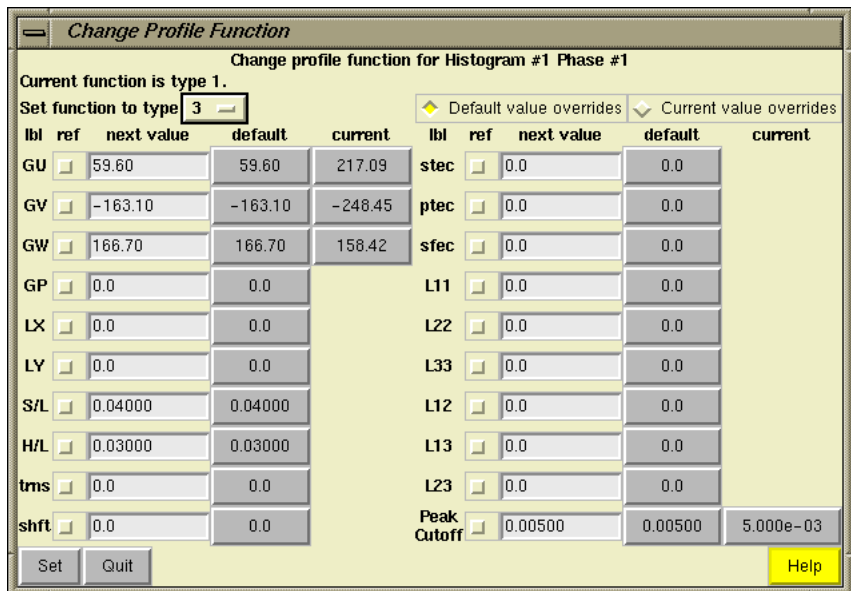 Change Profile Function
Change profile function for Histogram #1 Phase #1
Current function is type 1.
Set function to type 3
Default value overrides Current value overrides
lbl ref next value default current lbl ref next value default current
GU 59.60 59.60 217.09 stec 0.0 0.0
GV -163.10 -163.10 -248.45 ptec 0.0 0.0
GW 166.70 166.70 158.42 sfec 0.0 0.0
GP 0.0 0.0 L11 0.0 0.0
LX 0.0 0.0 L22 0.0 0.0
LY 0.0 0.0 L33 0.0 0.0
S/L 0.04000 0.04000 L12 0.0 0.0
H/L 0.03000 0.03000 L13 0.0 0.0
trns 0.0 0.0 L23 0.0 0.0
shft 0.0 0.0 Peak Cutoff 0.00500 0.00500 5.000e-03
Set Quit Help